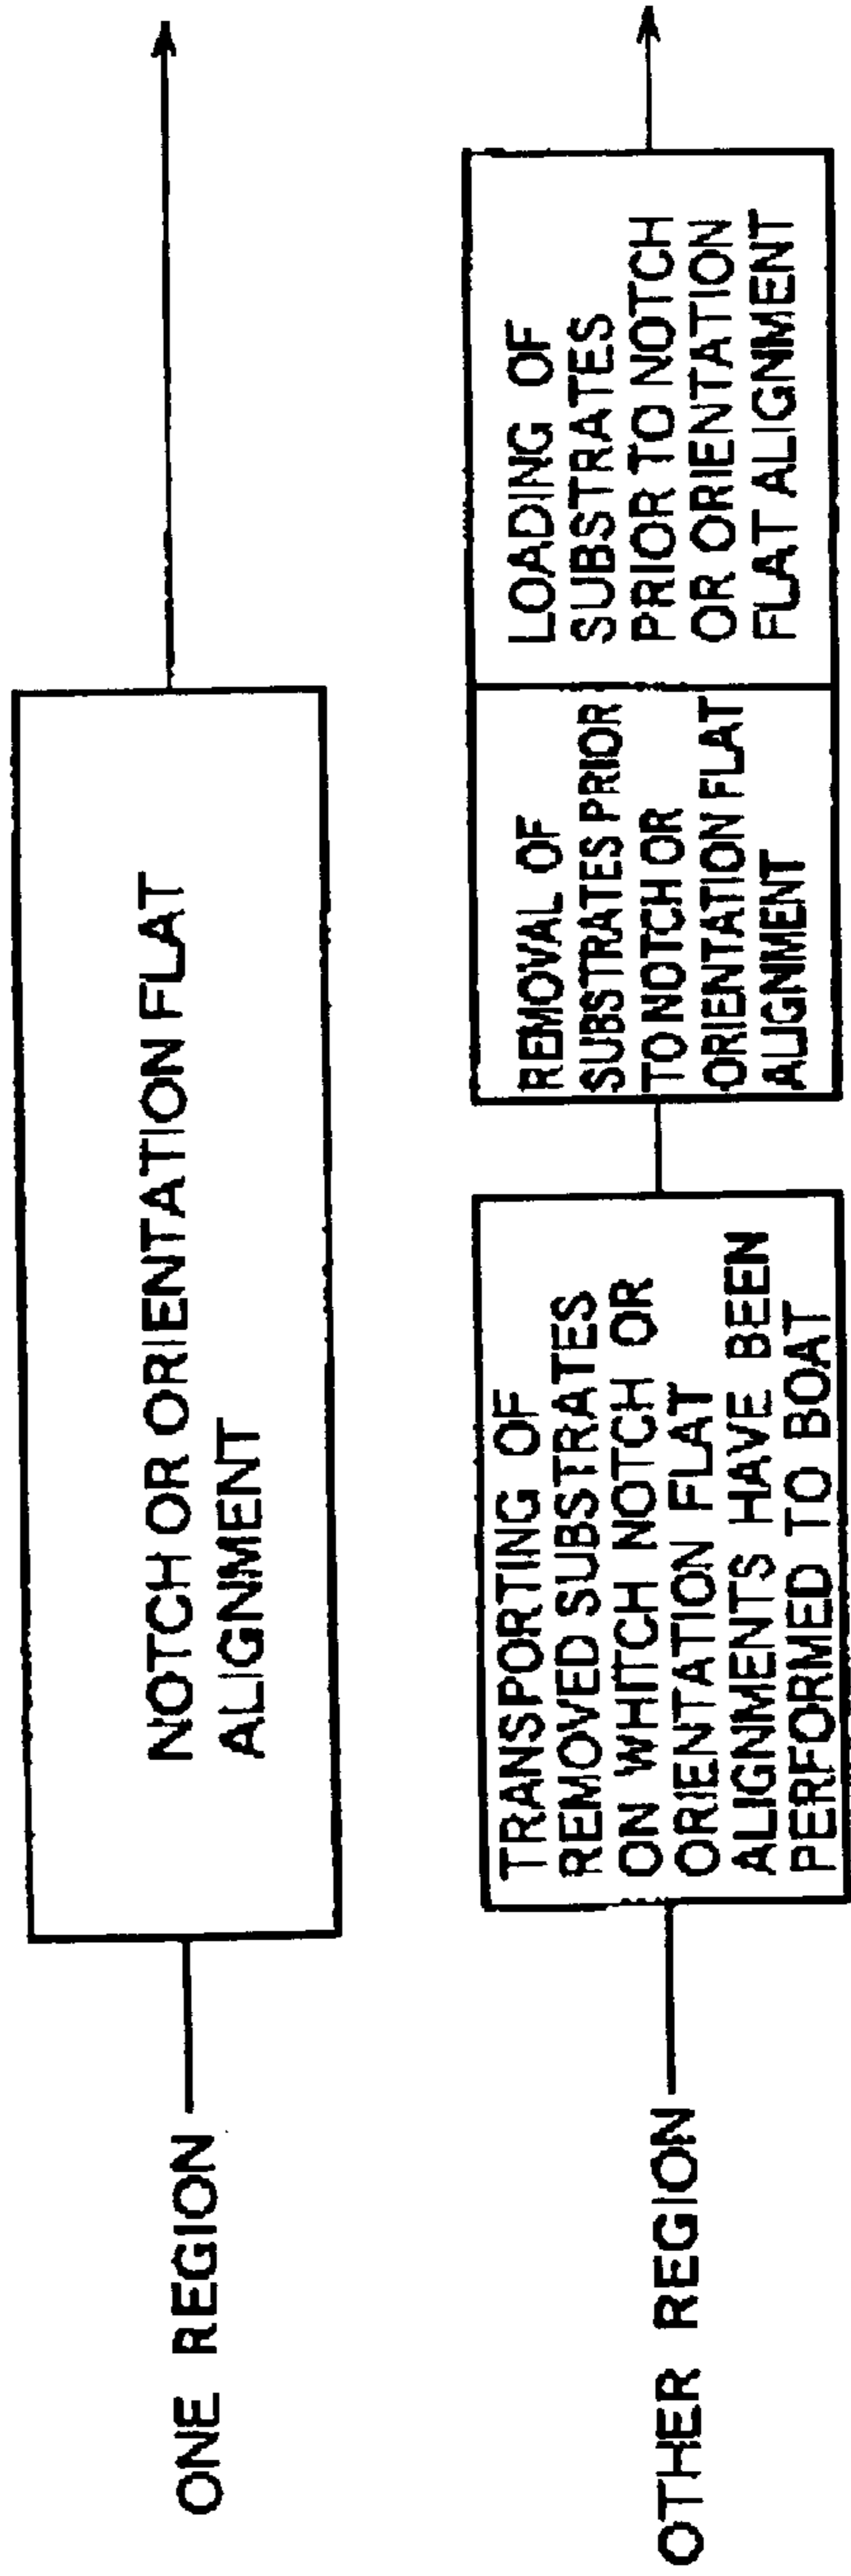 ONE REGION
NOTCH OR ORIENTATION FLAT
ALIGNMENT
OTHER REGION
TRANSPORTING OF
REMOVED SUBSTRATES
ON WHITCH NOTCH OR
ORIENTATION FLAT
ALIGNMENTS HAVE BEEN
PERFORMED TO BOAT
REMOVAL OF
SUBSTRATES PRIOR
TO NOTCH OR
ORIENTATION FLAT
ALIGNMENT
LOADING OF
SUBSTRATES
PRIOR TO NOTCH
OR ORIENTATION
FLAT ALIGNMENT